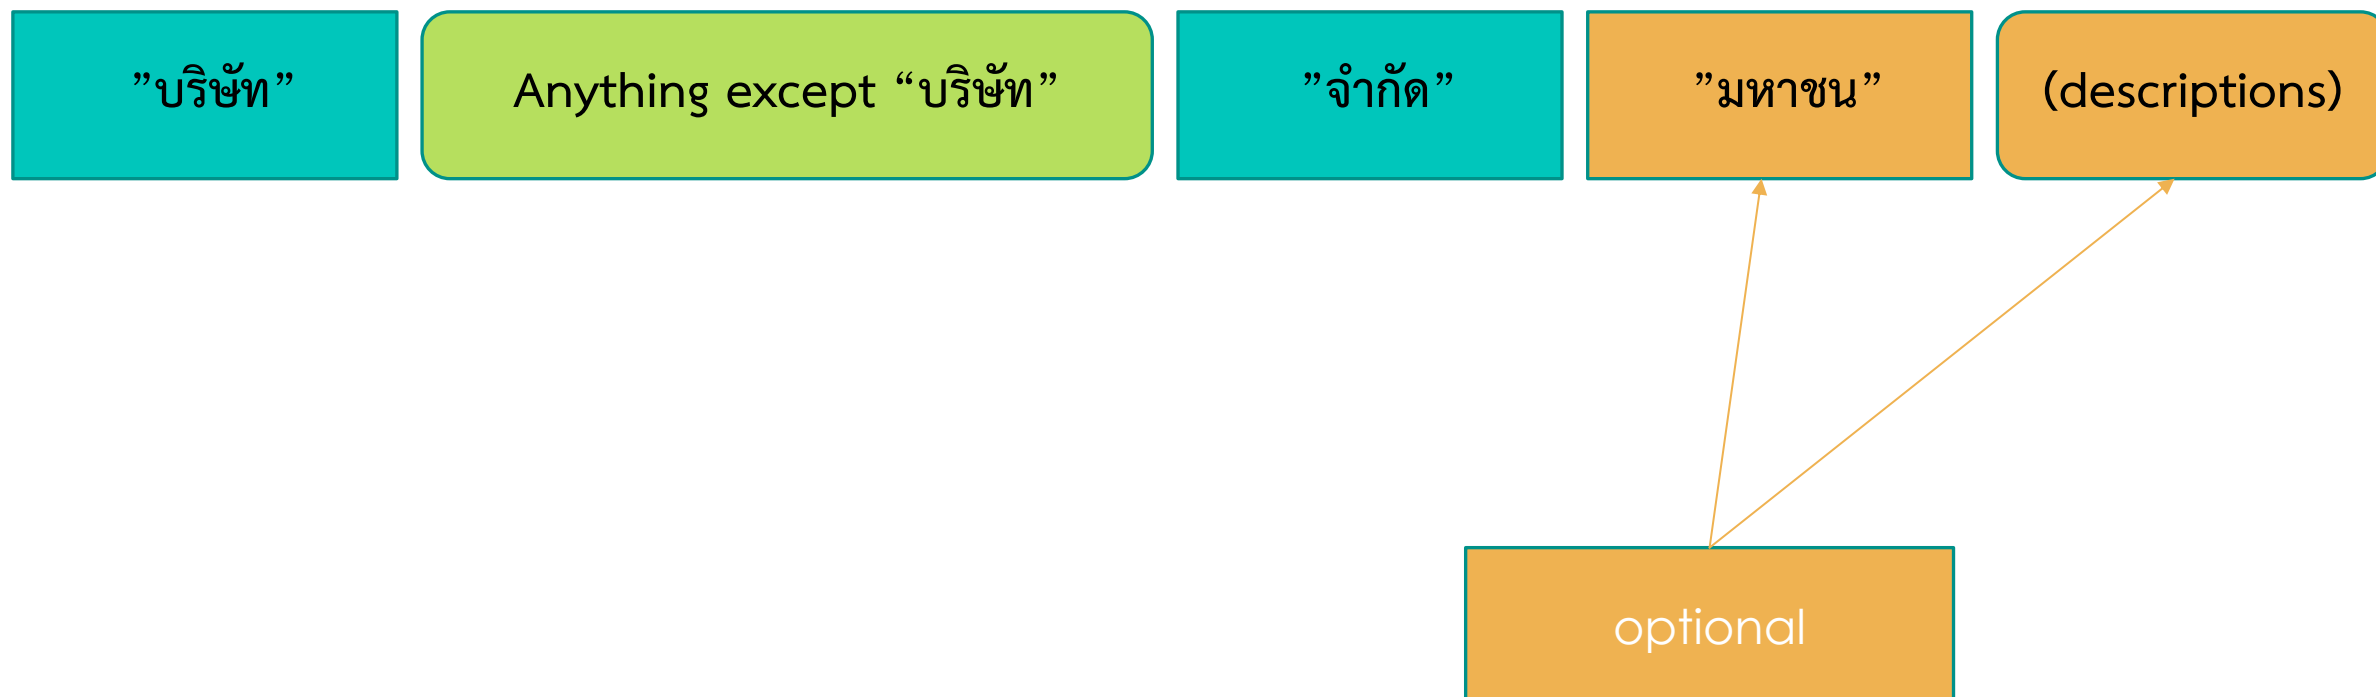 ”บริษัท”
Anything except “บริษัท”
”จำกัด”
”มหาชน”
(descriptions)
optional